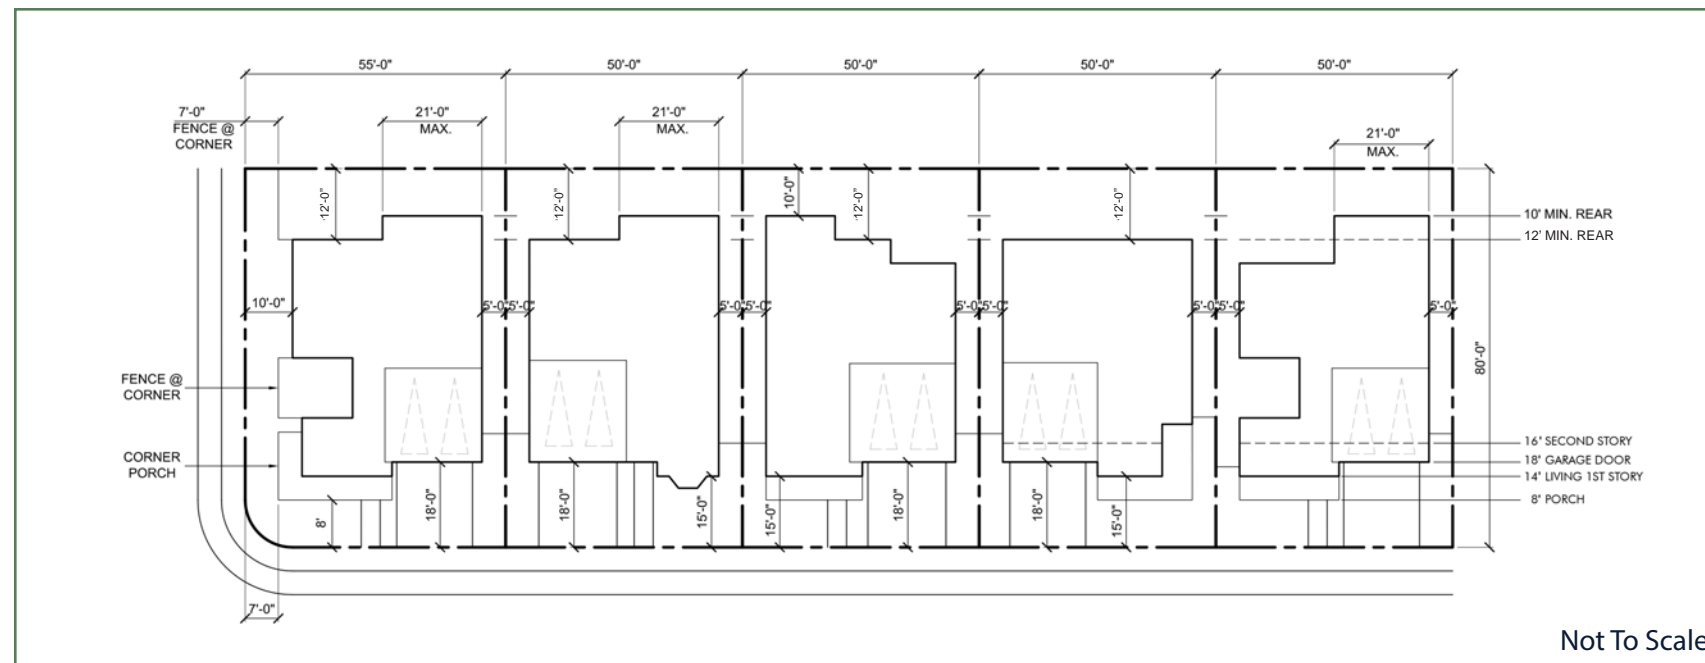 55'-0" 50'-0" 50'-0" 50'-0" 50'-0"
7'-0"
FENCE @
CORNER
21'-0"
MAX.
21'-0"
MAX.
21'-0"
MAX.
12'-0" 12'-0" 10'-0" 12'-0" 12'-0"
10' MIN. REAR
12' MIN. REAR
10'-0" 5'-0" 5'-0" 5'-0" 5'-0" 5'-0" 5'-0" 5'-0" 5'-0" 5'-0"
80'-0"
FENCE @
CORNER
CORNER
PORCH
16' SECOND STORY
18' GARAGE DOOR
14' LIVING 1ST STORY
8' PORCH
8' 18'-0" 18'-0" 15'-0" 15'-0" 18'-0" 18'-0" 15'-0"
7'-0"
Not To Scale